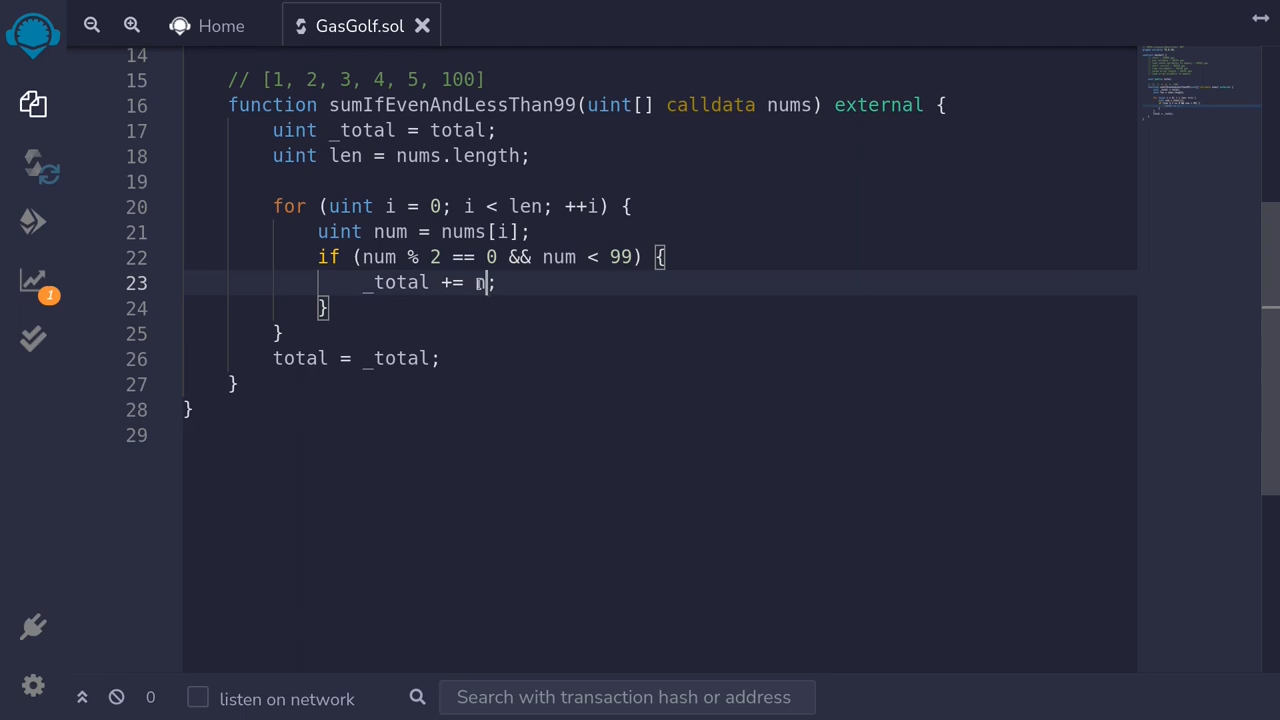 Home
GasGolf.sol
14
15 // [1, 2, 3, 4, 5, 100]
16 function sumIfEvenAndLessThan99(uint[] calldata nums) external {
17 uint _total = total;
18 uint len = nums.length;
19
20 for (uint i = 0; i < len; ++i) {
21 uint num = nums[i];
22 if (num % 2 == 0 && num < 99) {
23 _total += n;
24 }
25 }
26 total = _total;
27 }
28 }
29
1
0 listen on network Search with transaction hash or address